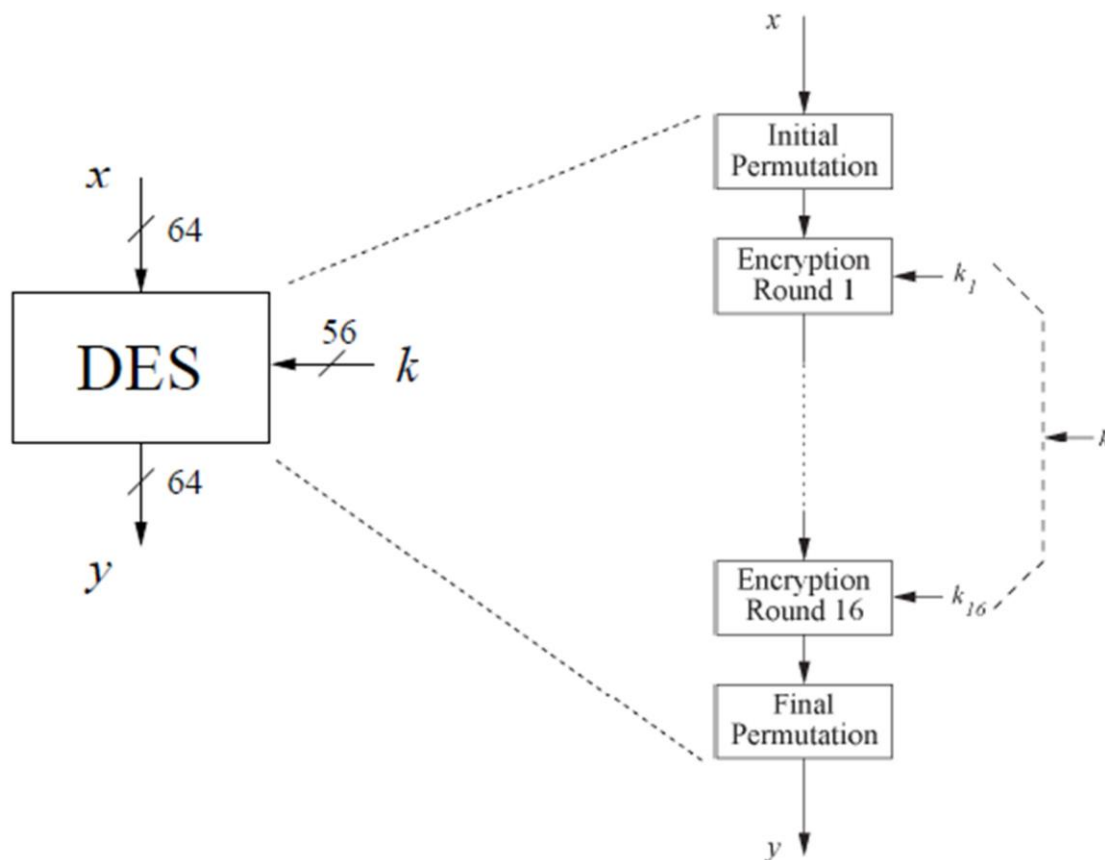 x
64
DES
56
k
64
y
x
Initial
Permutation
Encryption
Round 1
k1
Encryption
Round 16
k16
Final
Permutation
y